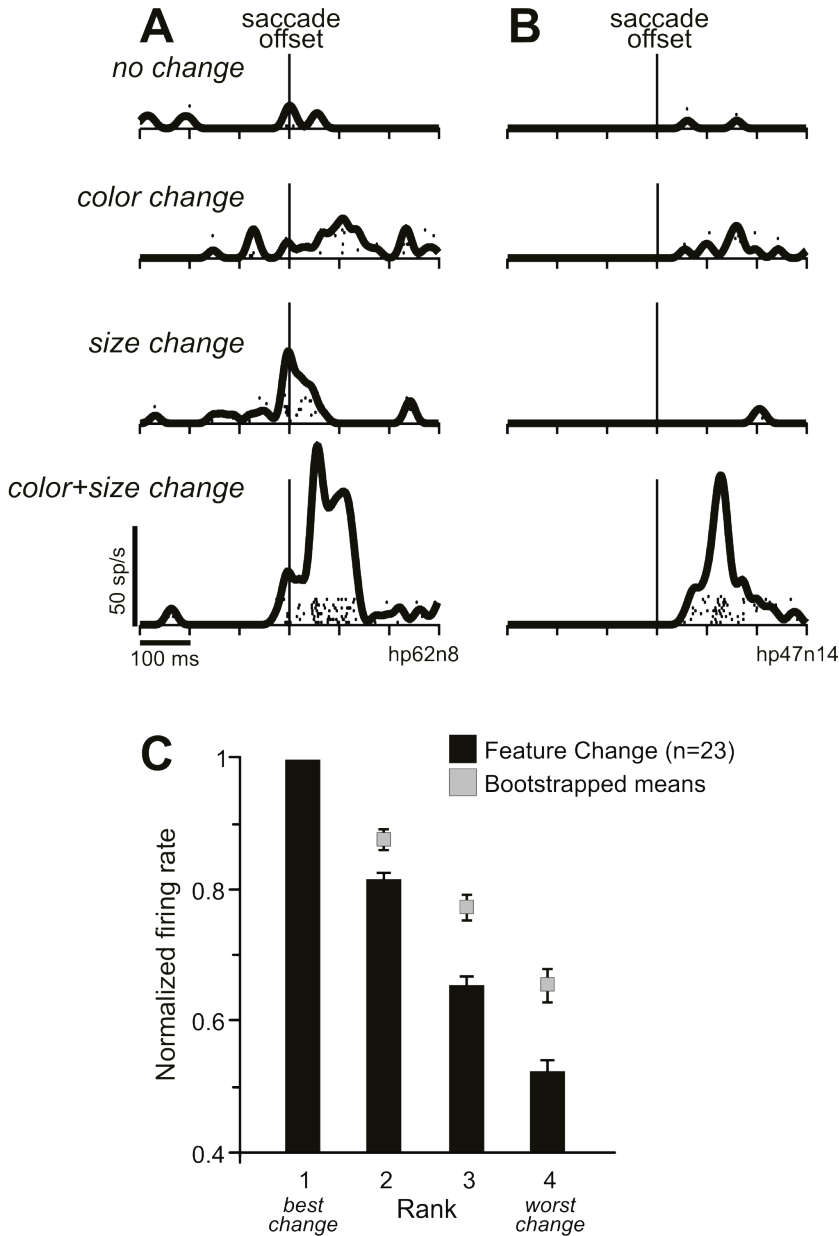 A
saccade
offset
B
saccade
offset
no change
color change
size change
color+size change
50 sp/s
100 ms
hp62n8
hp47n14
C
Feature Change (n=23)
Bootstrapped means
Normalized firing rate
1
0.8
0.6
0.4
1 2 3 4
best
change
Rank
worst
change